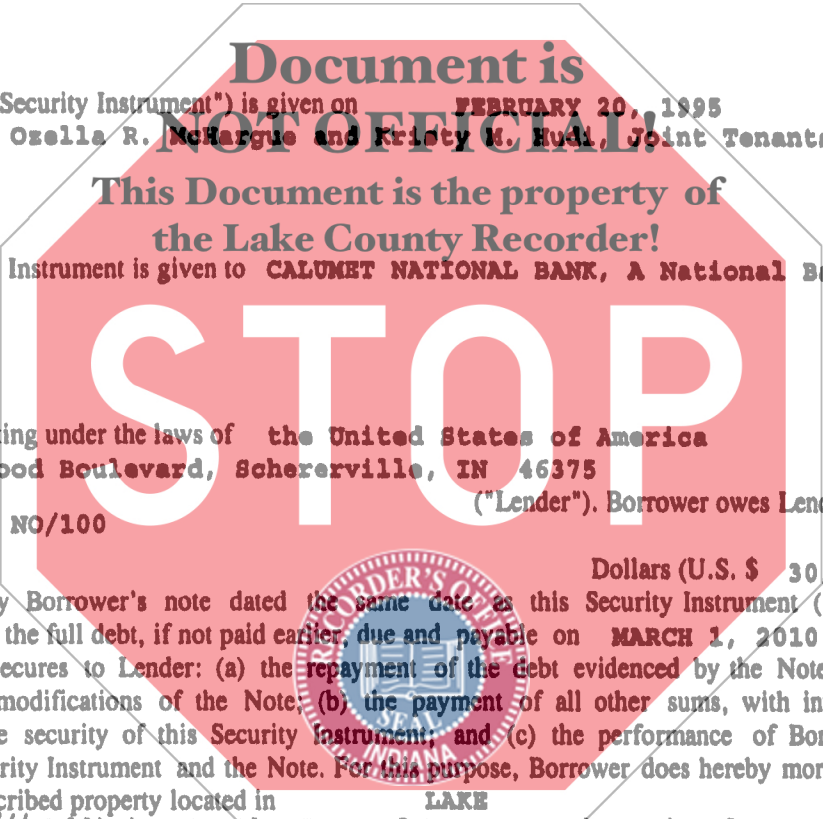 Document is
Security Instrument") is given on FEBRUARY 20, 1995
NOT OFFICIAL!
Ozella R. McHargue and Kristy M. Hudi, Joint Tenants
This Document is the property of
the Lake County Recorder!
Instrument is given to CALUMET NATIONAL BANK, A National Ba
STOP
ing under the laws of the United States of America
ood Boulevard, Schererville, IN 46375
("Lender"). Borrower owes Lend
NO/100
Dollars (U.S. $ 30
y Borrower's note dated the same date as this Security Instrument (
the full debt, if not paid earlier, due and payable on MARCH 1, 2010
ecures to Lender: (a) the repayment of the debt evidenced by the Note
modifications of the Note; (b) the payment of all other sums, with in
e security of this Security Instrument; and (c) the performance of Bor
rity Instrument and the Note. For this purpose, Borrower does hereby mor
cribed property located in LAKE
RECORDER'S OFFICE
SEAL
INDIANA